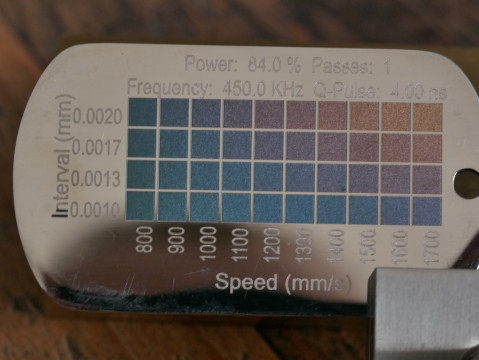 Power: 84.0 % Passes: 1
Frequency: 450.0 KHz Q-Pulse: 4.00 ns
Interval (mm)
0.0020
0.0017
0.0013
0.0010
800 900 1000 1100 1200 1300 1400 1500 1600 1700
Speed (mm/s)